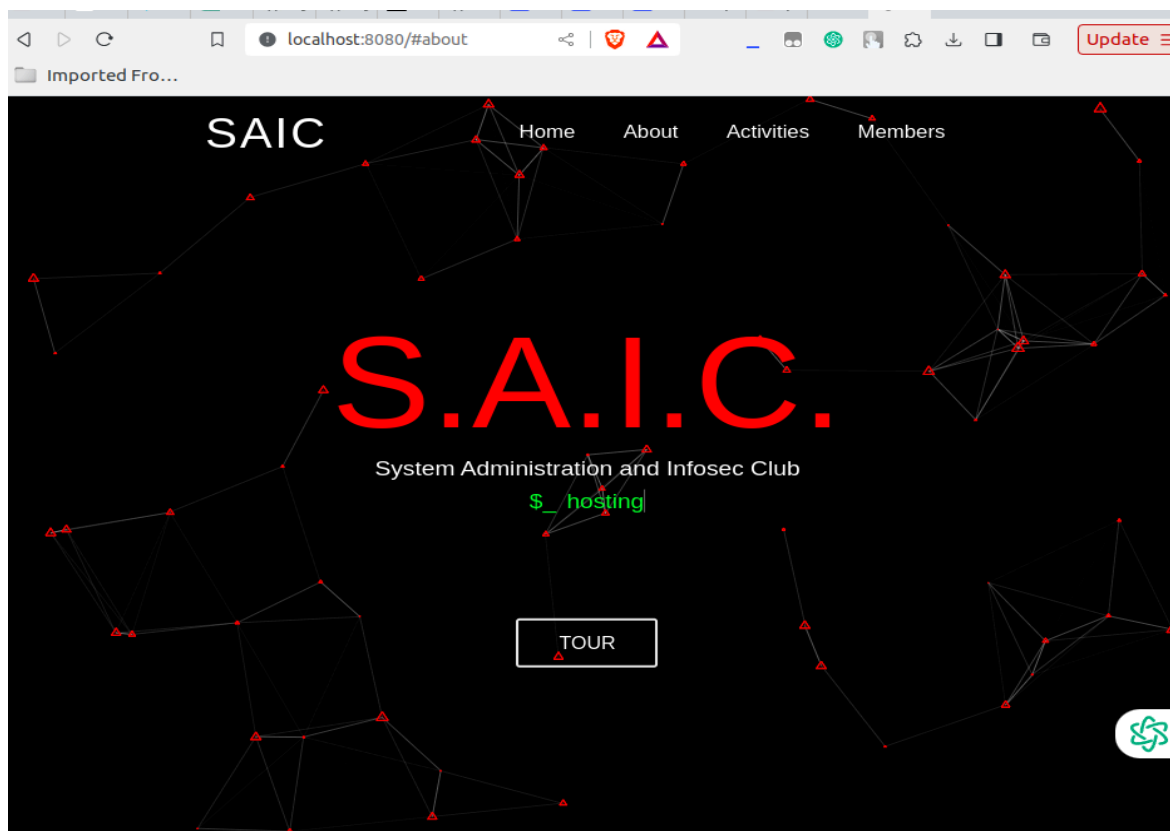 localhost:8080/#about
Update
Imported Fro...
SAIC Home About Activities Members
S.A.I.C.
System Administration and Infosec Club
$_ hosting
TOUR